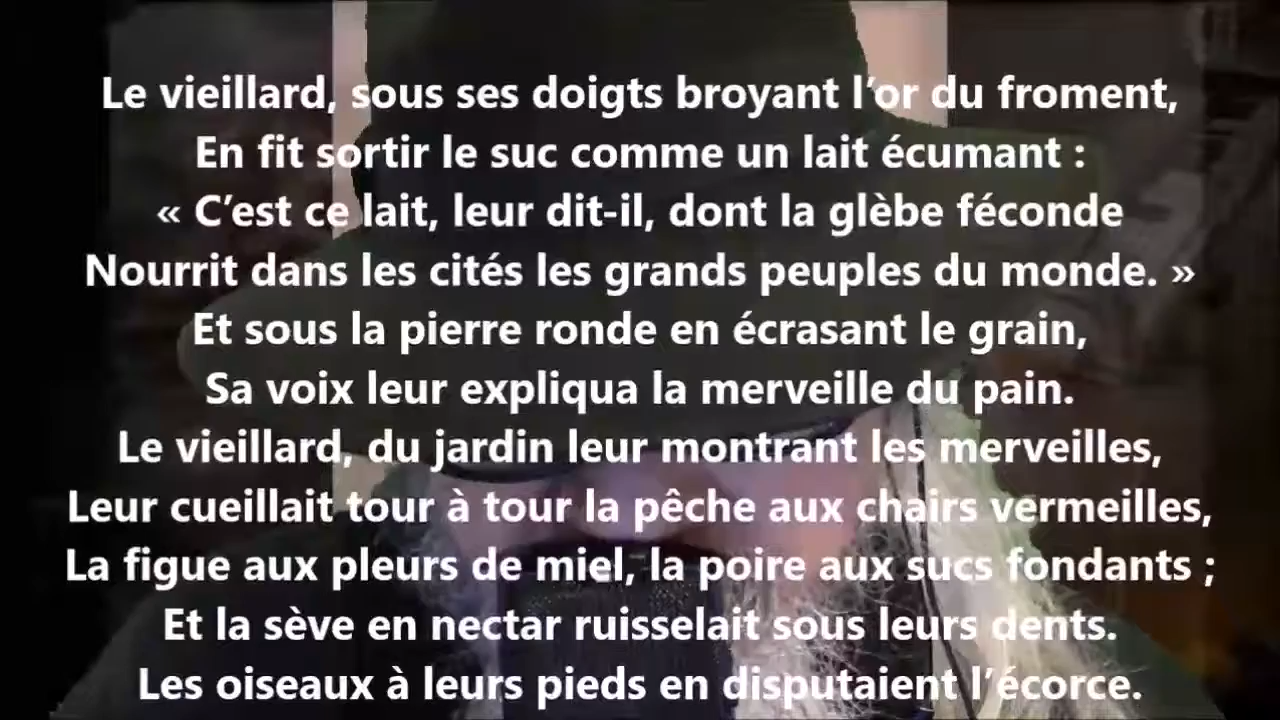 Le vieillard, sous ses doigts broyant l’or du froment,
En fit sortir le suc comme un lait écumant :
« C’est ce lait, leur dit-il, dont la glèbe féconde
Nourrit dans les cités les grands peuples du monde. »
Et sous la pierre ronde en écrasant le grain,
Sa voix leur expliqua la merveille du pain.
Le vieillard, du jardin leur montrant les merveilles,
Leur cueillait tour à tour la pêche aux chairs vermeilles,
La figue aux pleurs de miel, la poire aux sucs fondants ;
Et la sève en nectar ruisselait sous leurs dents.
Les oiseaux à leurs pieds en disputaient l’écorce.